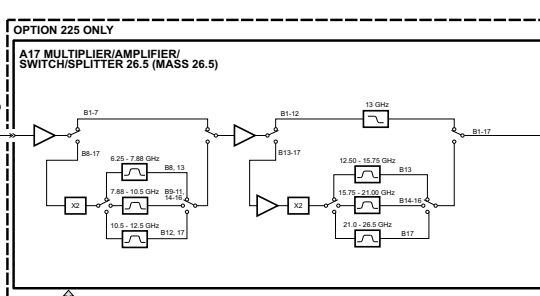 OPTION 225 ONLY
A17 MULTIPLIER/AMPLIFIER/
SWITCH/SPLITTER 26.5 (MASS 26.5)
B1-7
B8-17
X2
6.25 - 7.88 GHz
B8, 13
7.88 - 10.5 GHz
B9-11,
14-16
10.5 - 12.5 GHz
B12, 17
B1-12
13 GHz
B13-17
X2
12.50 - 15.75 GHz
B13
15.75 - 21.00 GHz
B14-16
21.0 - 26.5 GHz
B17
B1-17